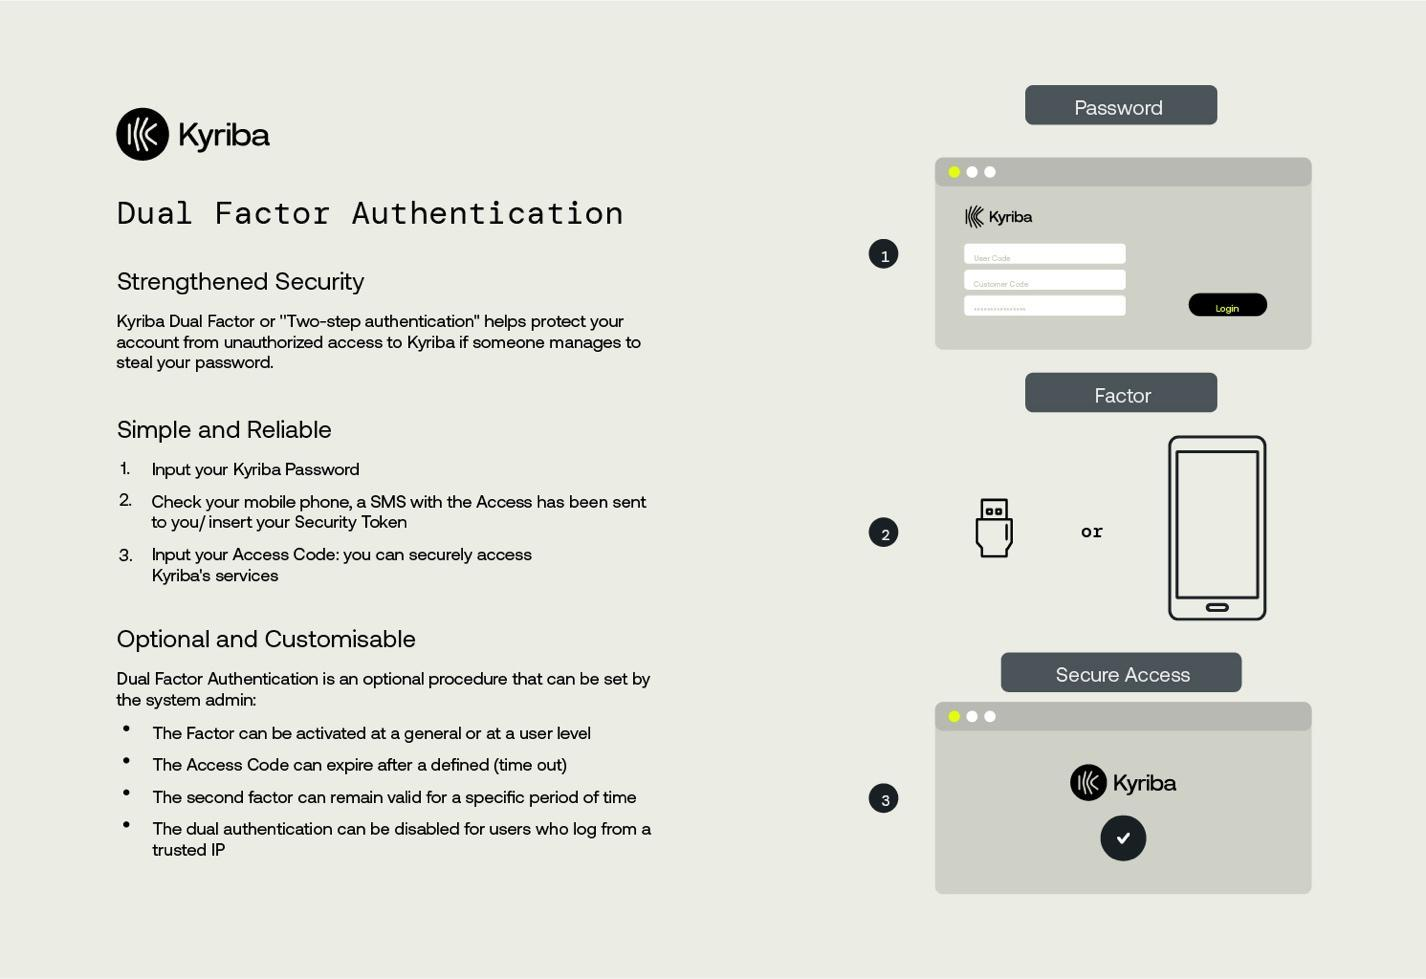 Kyriba
Dual Factor Authentication
Strengthened Security
Kyriba Dual Factor or "Two-step authentication" helps protect your
account from unauthorized access to Kyriba if someone manages to
steal your password.
Simple and Reliable
1. Input your Kyriba Password
2. Check your mobile phone, a SMS with the Access has been sent
to you/ insert your Security Token
3. Input your Access Code: you can securely access
Kyriba's services
Optional and Customisable
Dual Factor Authentication is an optional procedure that can be set by
the system admin:
• The Factor can be activated at a general or at a user level
• The Access Code can expire after a defined (time out)
• The second factor can remain valid for a specific period of time
• The dual authentication can be disabled for users who log from a
trusted IP
Password
1
Kyriba
User Code
Customer Code
****************
Login
Factor
2
or
Secure Access
3
Kyriba